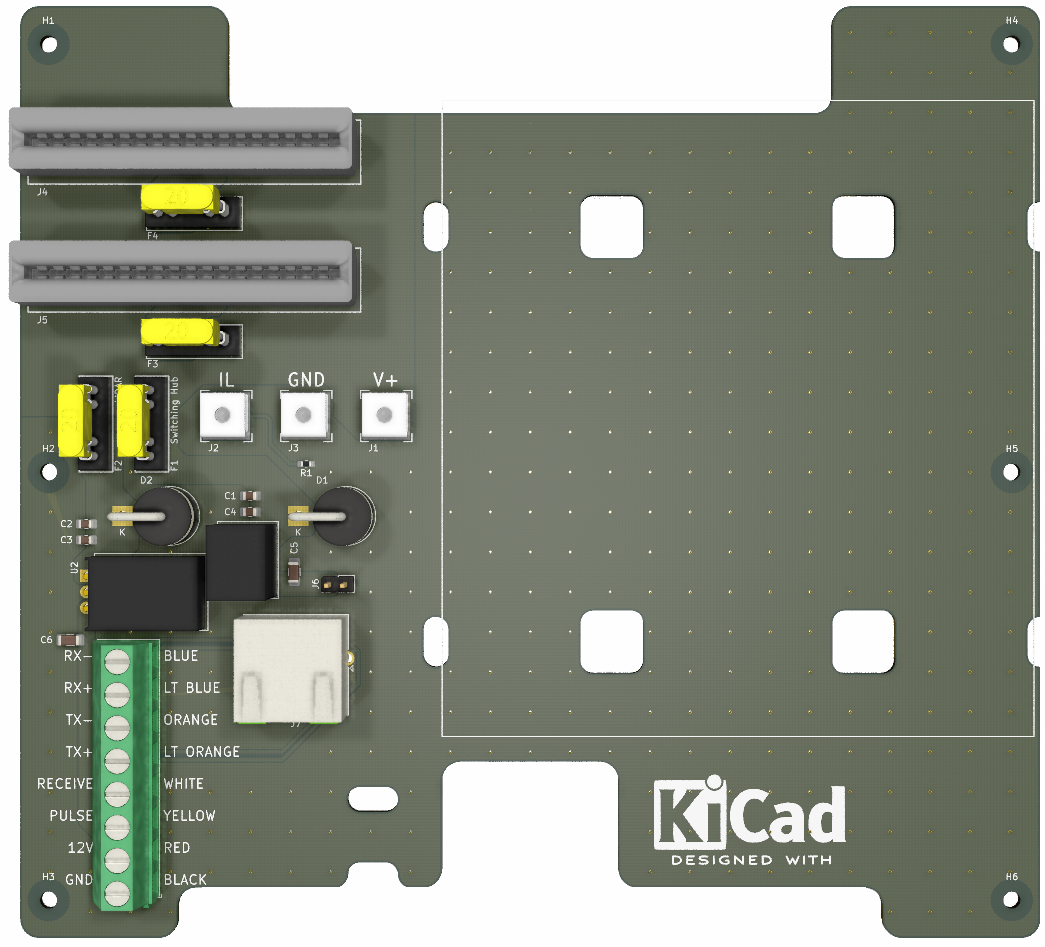 H1
H4
J4
20
F4
J5
20
F3
IL GND V+
20
20
Switching Hub
J2
J3
J1
H2
F2
F1
H5
R1
D2
D1
C1
C4
C2
C3
K
K
C5
U2
J6
C6
RX- BLUE
RX+ LT BLUE
TX- ORANGE
J7
TX+ LT ORANGE
RECEIVE WHITE
PULSE YELLOW
12V RED
GND BLACK
KiCad
DESIGNED WITH
H3
H6